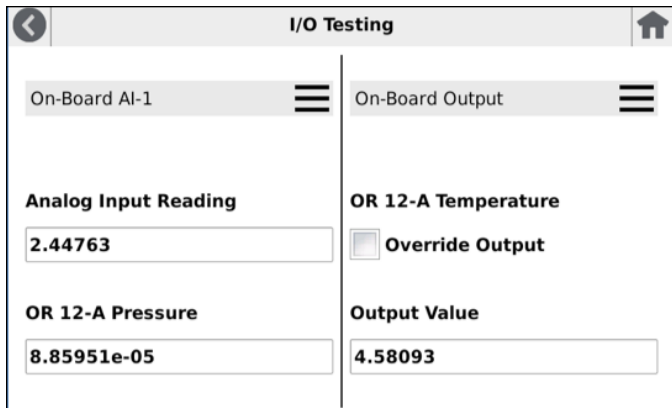 I/O Testing
On-Board AI-1
On-Board Output
Analog Input Reading
2.44763
OR 12-A Pressure
8.85951e-05
OR 12-A Temperature
Override Output
Output Value
4.58093